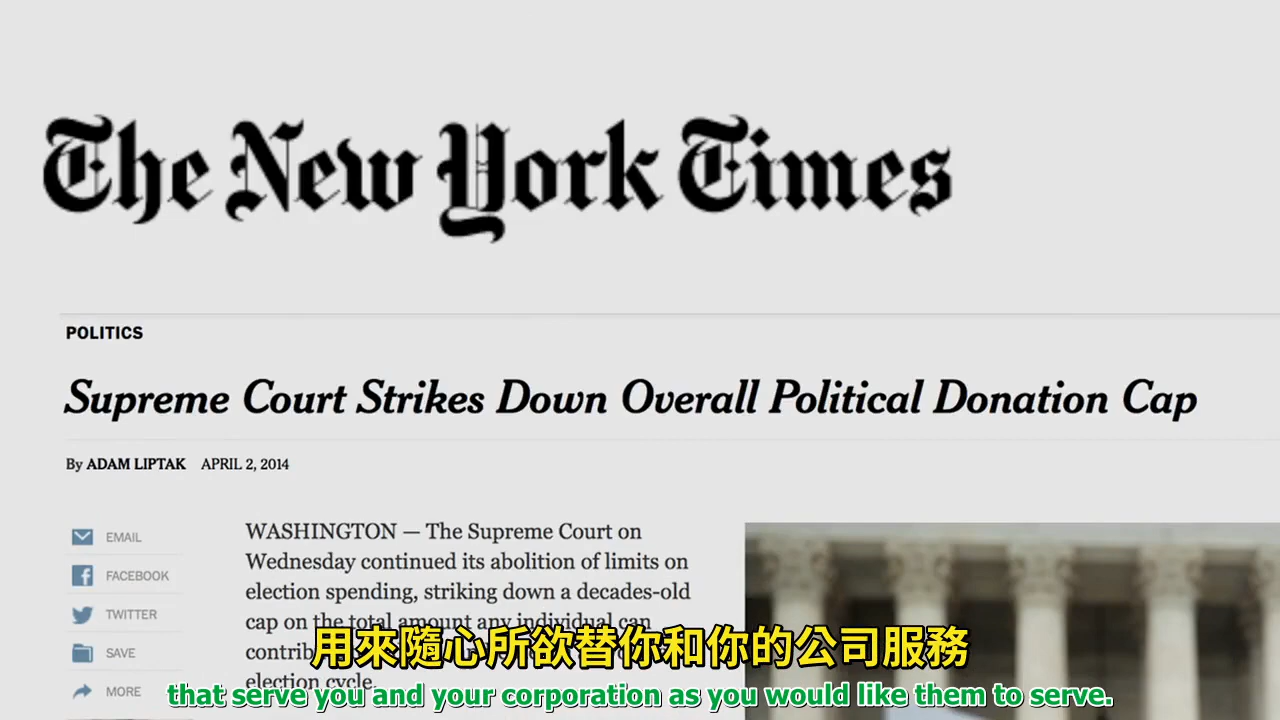 The New York Times
POLITICS
Supreme Court Strikes Down Overall Political Donation Cap
By ADAM LIPTAK APRIL 2, 2014
EMAIL
FACEBOOK
TWITTER
SAVE
MORE
WASHINGTON — The Supreme Court on
Wednesday continued its abolition of limits on
election spending, striking down a decades-old
cap on the total amount any individual can
contrib
election cycle.
用來隨心所欲替你和你的公司服務
that serve you and your corporation as you would like them to serve.